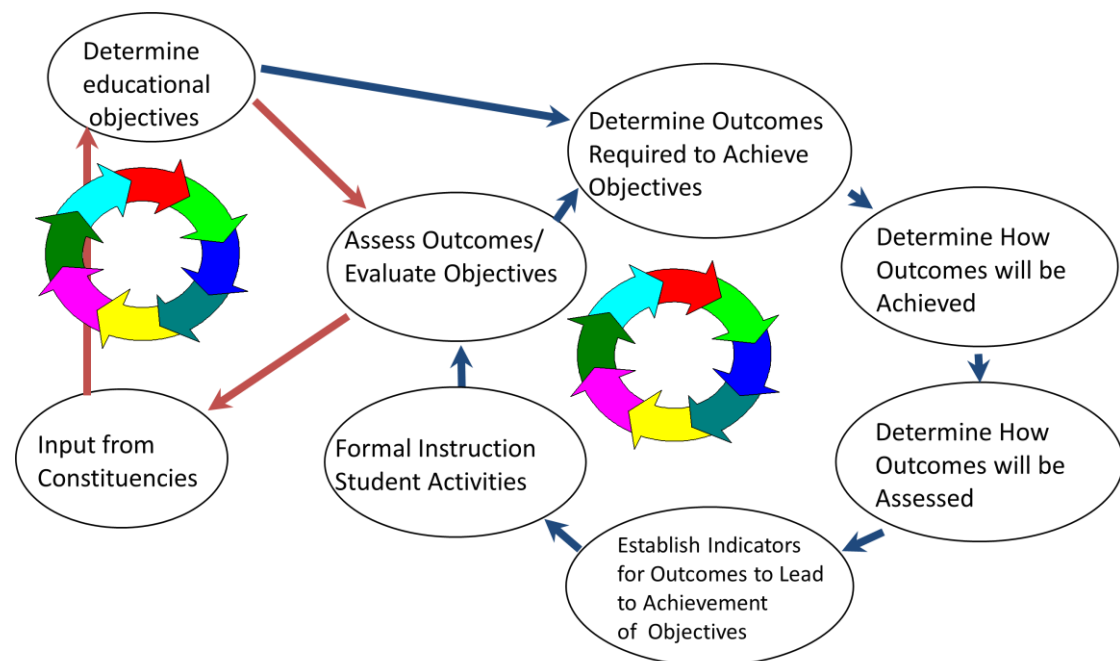 Determine
educational
objectives
Determine Outcomes
Required to Achieve
Objectives
Assess Outcomes/
Evaluate Objectives
Determine How
Outcomes will be
Achieved
Input from
Constituencies
Formal Instruction
Student Activities
Determine How
Outcomes will be
Assessed
Establish Indicators
for Outcomes to Lead
to Achievement
of Objectives